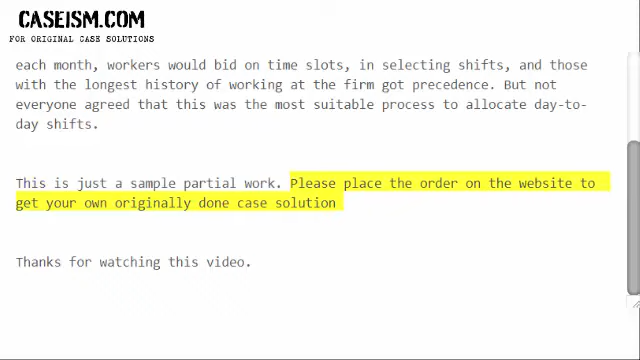 CASEISM.COM
FOR ORIGINAL CASE SOLUTIONS
each month, workers would bid on time slots, in selecting shifts, and those
with the longest history of working at the firm got precedence. But not
everyone agreed that this was the most suitable process to allocate day-to-
day shifts.
This is just a sample partial work. Please place the order on the website to
get your own originally done case solution
Thanks for watching this video.